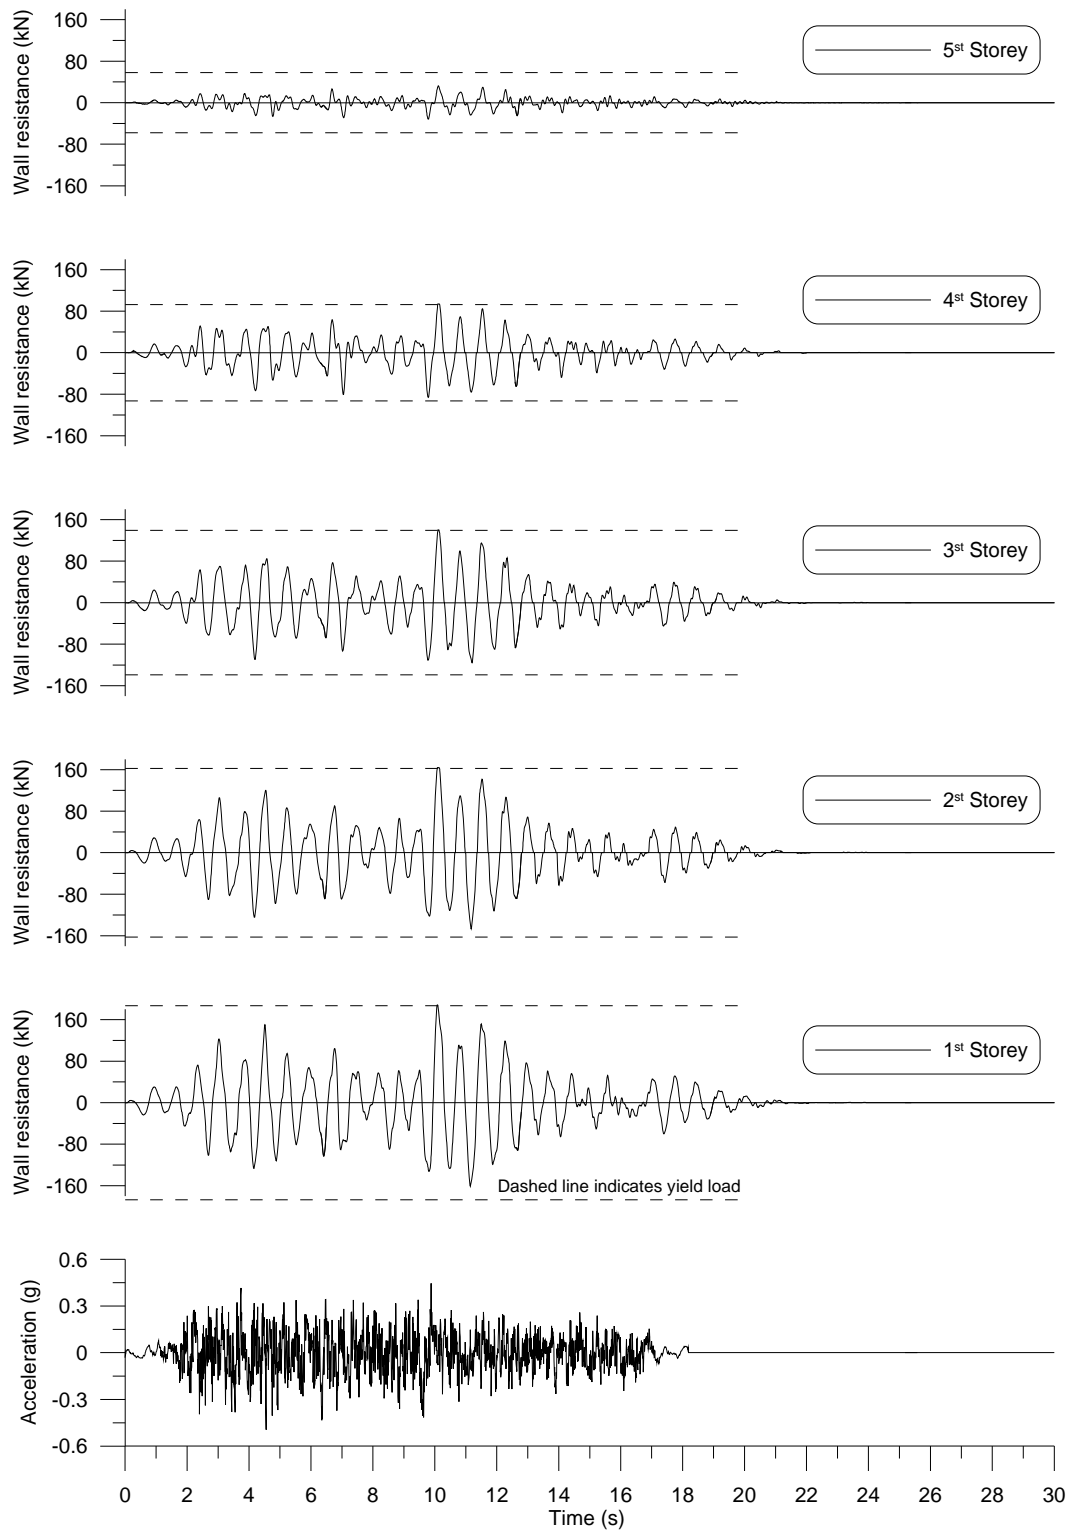 Wall resistance (kN)
160
80
0
-80
-160
5st Storey
Wall resistance (kN)
160
80
0
-80
-160
4st Storey
Wall resistance (kN)
160
80
0
-80
-160
3st Storey
Wall resistance (kN)
160
80
0
-80
-160
2st Storey
Wall resistance (kN)
160
80
0
-80
-160
1st Storey
Dashed line indicates yield load
Acceleration (g)
0.6
0.3
0
-0.3
-0.6
0 2 4 6 8 10 12 14 16 18 20 22 24 26 28 30
Time (s)